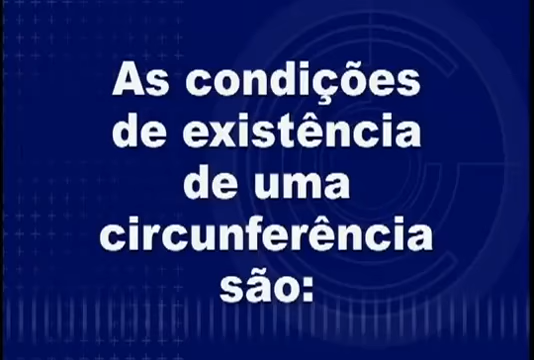 As condições
de existência
de uma
circunferência
são: